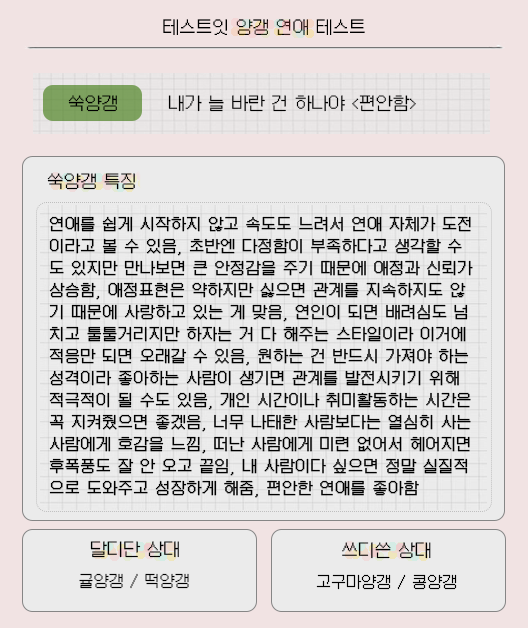 테스트잇 양갱 연애 테스트
쑥양갱
내가 늘 바란 건 하나야 <편안함>
쑥양갱 특징
연애를 쉽게 시작하지 않고 속도도 느려서 연애 자체가 도전
이라고 볼 수 있음, 초반엔 다정함이 부족하다고 생각할 수
도 있지만 만나보면 큰 안정감을 주기 때문에 애정과 신뢰가
상승함, 애정표현은 약하지만 싫으면 관계를 지속하지도 않
기 때문에 사랑하고 있는 게 맞음, 연인이 되면 배려심도 넘
치고 툴툴거리지만 하자는 거 다 해주는 스타일이라 이거에
적응만 되면 오래갈 수 있음, 원하는 건 반드시 가져야 하는
성격이라 좋아하는 사람이 생기면 관계를 발전시키기 위해
적극적이 될 수도 있음, 개인 시간이나 취미활동하는 시간은
꼭 지켜줬으면 좋겠음, 너무 나태한 사람보다는 열심히 사는
사람에게 호감을 느낌, 떠난 사람에게 미련 없어서 헤어지면
후폭풍도 잘 안 오고 끝임, 내 사람이다 싶으면 정말 실질적
으로 도와주고 성장하게 해줌, 편안한 연애를 좋아함
달디단 상대
귤양갱 / 떡양갱
쓰디쓴 상대
고구마양갱 / 콩양갱